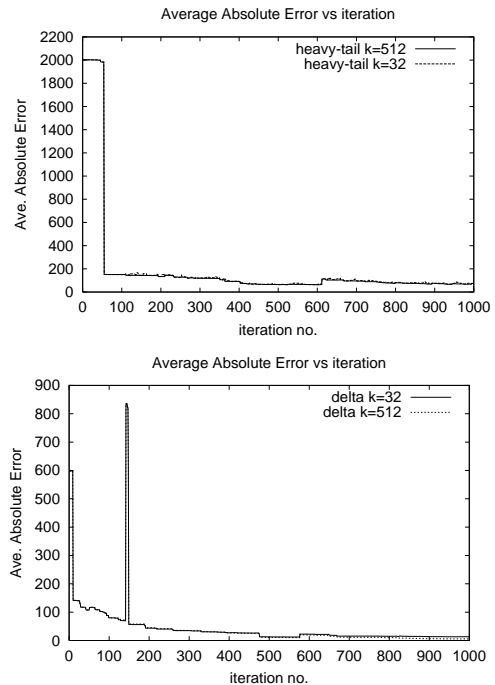 Average Absolute Error vs iteration
2200
2000
1800
1600
1400
1200
1000
800
600
400
200
0
Ave. Absolute Error
heavy-tail k=512
heavy-tail k=32
0 100 200 300 400 500 600 700 800 900 1000
iteration no.
Average Absolute Error vs iteration
900
800
700
600
500
400
300
200
100
0
Ave. Absolute Error
delta k=32
delta k=512
0 100 200 300 400 500 600 700 800 900 1000
iteration no.